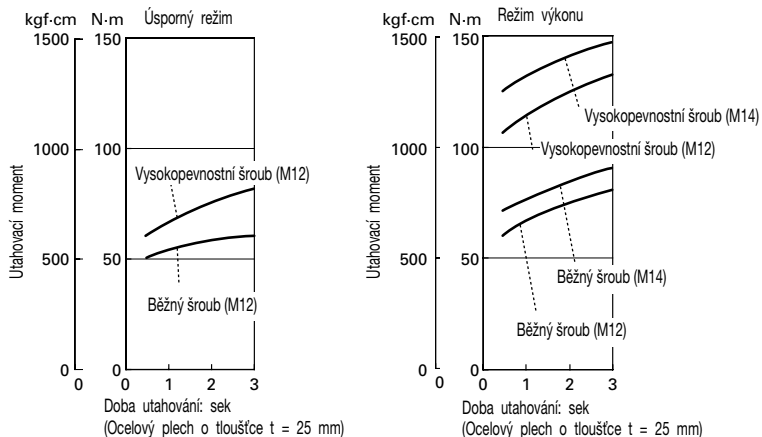 kgf·cm N·m Úsporný režim
1500 150
1000 100
Vysokopevnostní šroub (M12)
Utahovací moment
500 50
Běžný šroub (M12)
0 50
0 0 1 2 3
Doba utahování: sek
(Ocelový plech o tloušťce t = 25 mm)
kgf·cm N·m Režim výkonu
1500 150
Vysokopevnostní šroub (M14)
1000 100
Vysokopevnostní šroub (M12)
Utahovací moment
500 50
Běžný šroub (M14)
Běžný šroub (M12)
0 50
0 0 1 2 3
Doba utahování: sek
(Ocelový plech o tloušťce t = 25 mm)